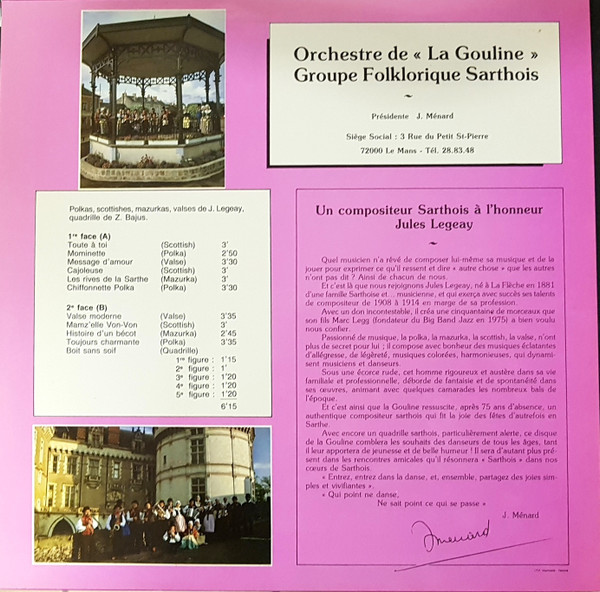 Orchestre de « La Gouline »
Groupe Folklorique Sarthois
Présidente J. Ménard
Siège Social : 3 Rue du Petit St-Pierre
72000 Le Mans - Tél. 28.83.48
Polkas, scottishes, mazurkas, valses de J. Legeay,
quadrille de Z. Bajus.
1re face (A)
Toute à toi (Scottish) 3'
Mominette (Polka) 2'50
Message d'amour (Valse) 3'30
Cajoleuse (Scottish) 3'
Les rives de la Sarthe (Mazurka) 3'
Chiffonnette Polka (Polka) 3'30
2e face (B)
Valse moderne (Valse) 3'35
Mamz'elle Von-Von (Scottish) 3'
Histoire d'un bécot (Mazurka) 2'45
Toujours charmante (Polka) 3'35
Boit sans soif (Quadrille)
1re figure : 1'15
2e figure : 1'
3e figure : 1'20
4e figure : 1'20
5e figure : 1'20
6'15
Un compositeur Sarthois à l'honneur
Jules Legeay
Quel musicien n'a rêvé de composer lui-même sa musique et de la
jouer pour exprimer ce qu'il ressent et dire « autre chose » que les autres
n'ont pas dit ? Ainsi de chacun de nous.
Et c'est là que nous rejoignons Jules Legeay, né à La Flèche en 1881
d'une famille Sarthoise et... musicienne, et qui exerça avec succès ses talents
de compositeur de 1908 à 1914 en marge de sa profession.
Avec un don incontestable, il créa une cinquantaine de morceaux que
son fils Marc Legg (fondateur du Big Band Jazz en 1975) a bien voulu
nous confier.
Passionné de musique, la polka, la mazurka, la scottish, la valse, n'ont
plus de secret pour lui ; il compose avec bonheur des musiques éclatantes
d'allégresse, de légèreté, musiques colorées, harmonieuses, qui dynami-
sent musiciens et danseurs.
Sous une écorce rude, cet homme rigoureux et austère dans sa vie
familiale et professionnelle, déborde de fantaisie et de spontanéité dans
ses œuvres, animant avec quelques camarades les nombreux bals de
l'époque.
Et c'est ainsi que la Gouline ressuscite, après 75 ans d'absence, un
authentique compositeur sarthois qui fit la joie des fêtes d'autrefois en
Sarthe.
Avec encore un quadrille sarthois, particulièrement alerte, ce disque
de la Gouline comblera les souhaits des danseurs de tous les âges, tant
il leur apportera de jeunesse et de belle humeur ! Il sera d'autant plus pré-
sent dans les rencontres amicales qu'il résonnera « Sarthois » dans nos
cœurs de Sarthois.
« Entrez, entrez dans la danse, et, ensemble, partagez des joies sim-
ples et vivifiantes ».
« Qui point ne danse,
Ne sait point ce qui se passe »
J. Ménard
Jmenard